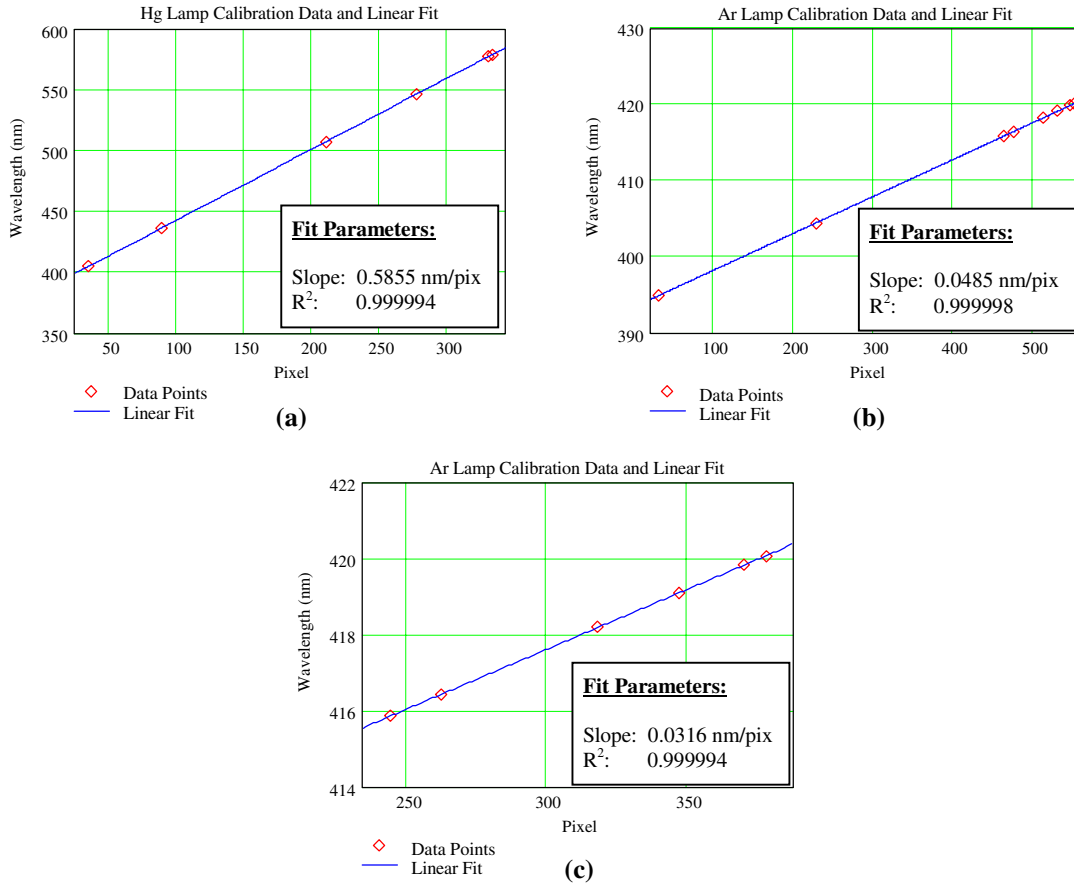 Hg Lamp Calibration Data and Linear Fit
600
550
500
450
400
350
Wavelength (nm)
Fit Parameters:
Slope: 0.5855 nm/pix
R²: 0.999994
50 100 150 200 250 300
Pixel
Data Points
Linear Fit
(a)
Ar Lamp Calibration Data and Linear Fit
430
420
410
400
390
Wavelength (nm)
Fit Parameters:
Slope: 0.0485 nm/pix
R²: 0.999998
100 200 300 400 500
Pixel
Data Points
Linear Fit
(b)
Ar Lamp Calibration Data and Linear Fit
422
420
418
416
414
Wavelength (nm)
Fit Parameters:
Slope: 0.0316 nm/pix
R²: 0.999994
250 300 350
Pixel
Data Points
Linear Fit
(c)